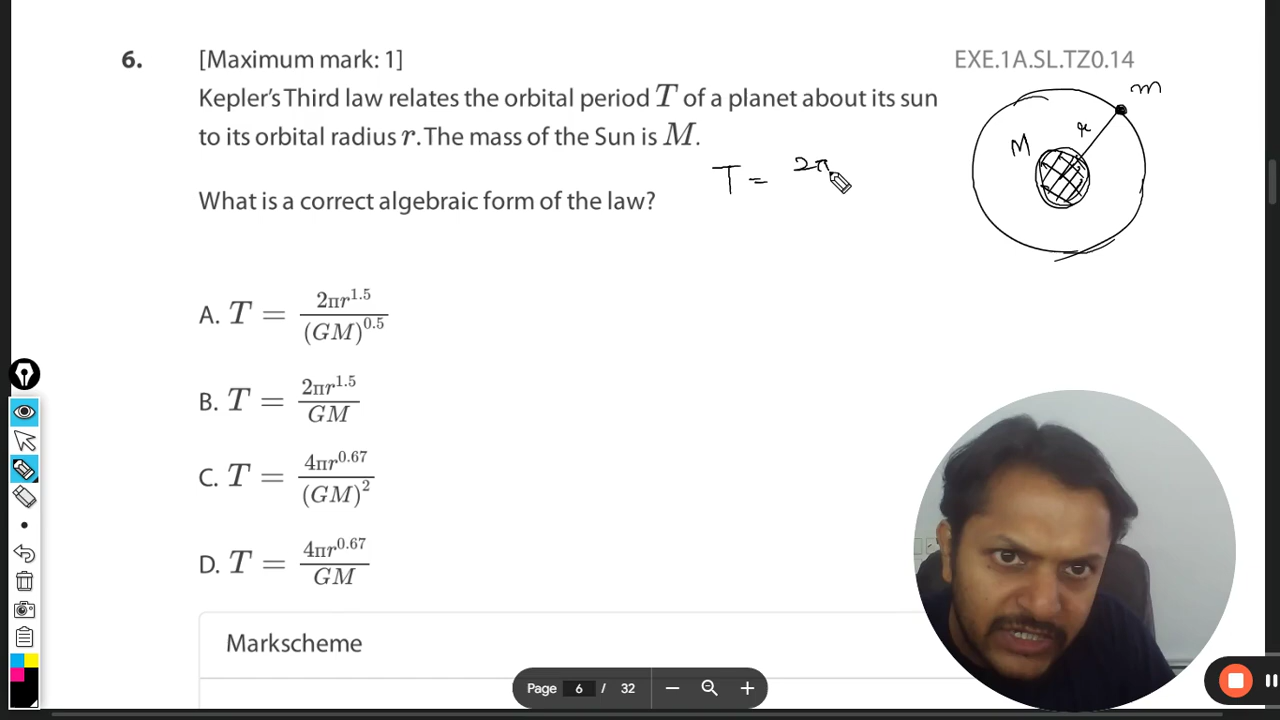 6. [Maximum mark: 1] EXE.1A.SL.TZ0.14
Kepler's Third law relates the orbital period T of a planet about its sun
to its orbital radius r. The mass of the Sun is M.
What is a correct algebraic form of the law?
T = 2π
m
r
M
A. T = 2πr^1.5 / (GM)^0.5
B. T = 2πr^1.5 / GM
C. T = 4πr^0.67 / (GM)^2
D. T = 4πr^0.67 / GM
Markscheme
Page 6 / 32